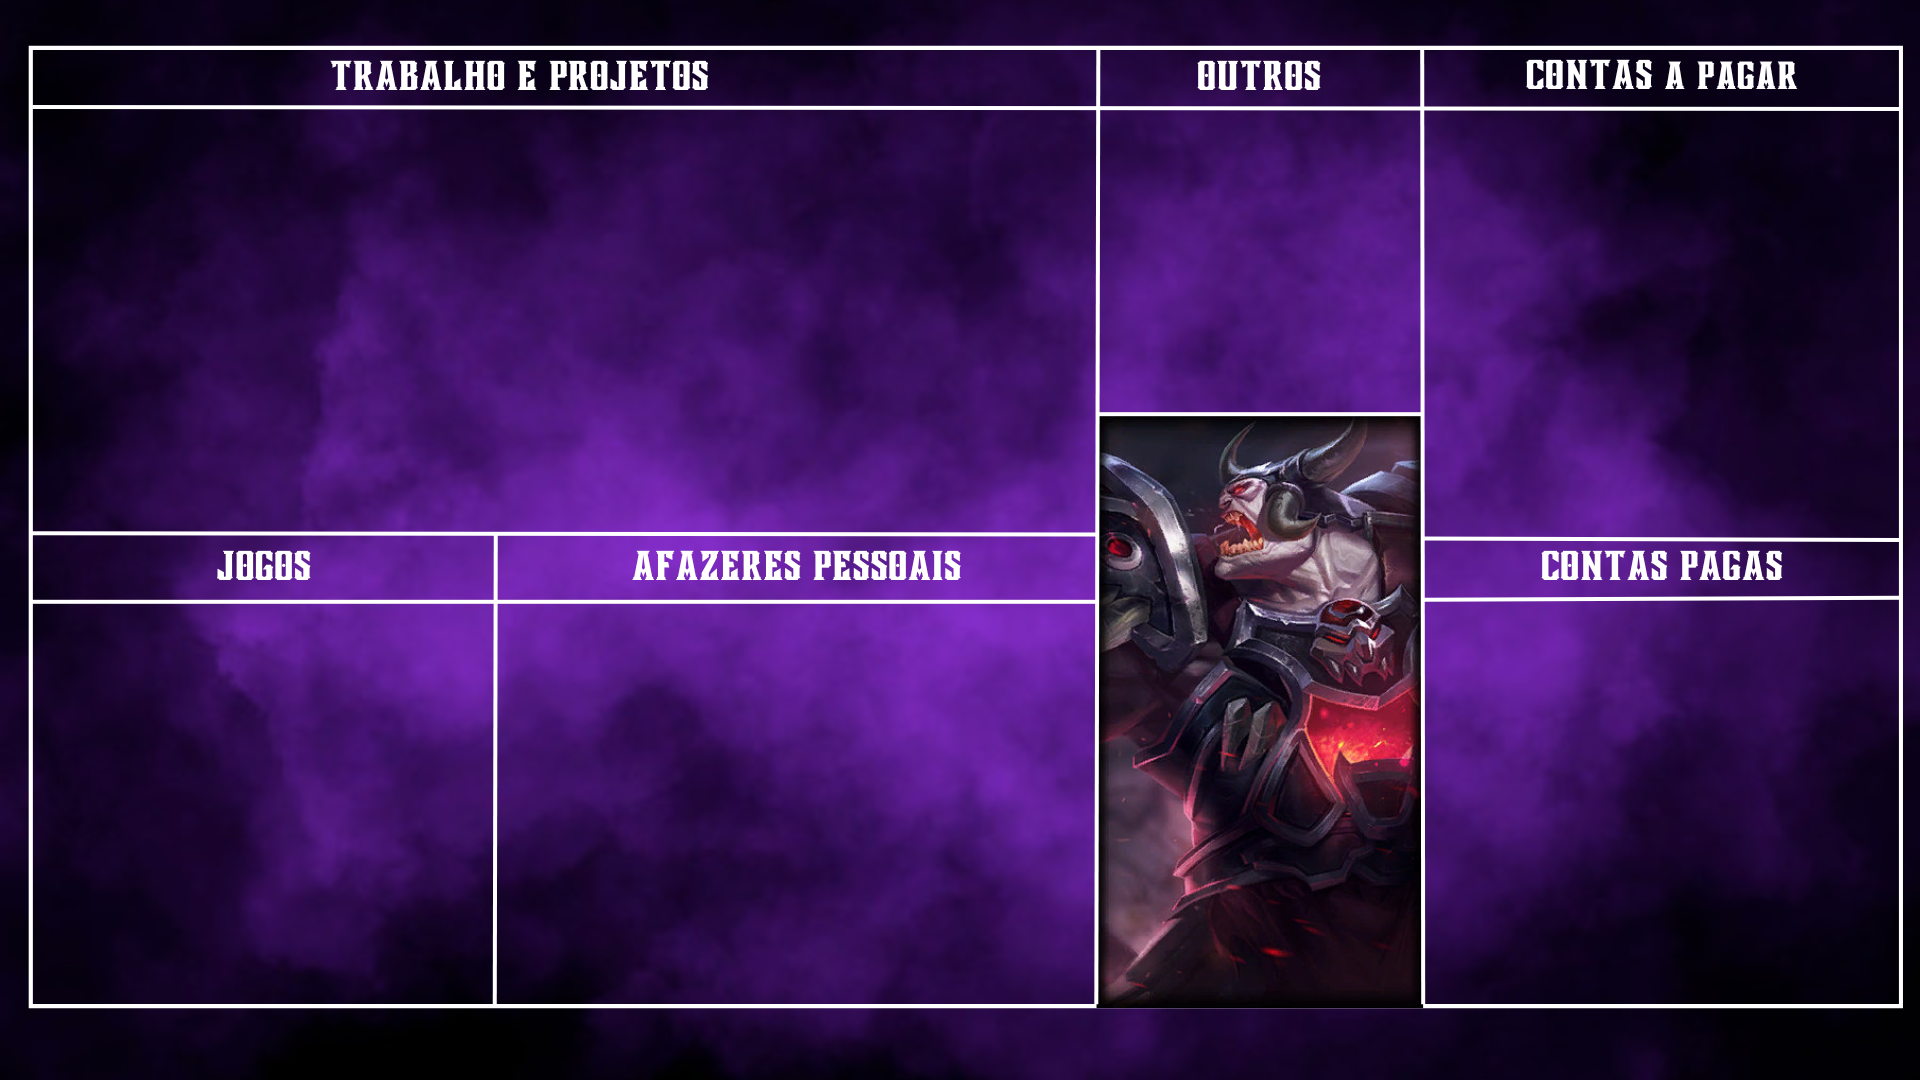 TRABALHO E PROJETOS
OUTROS
CONTAS A PAGAR
JOGOS
AFAZERES PESSOAIS
CONTAS PAGAS